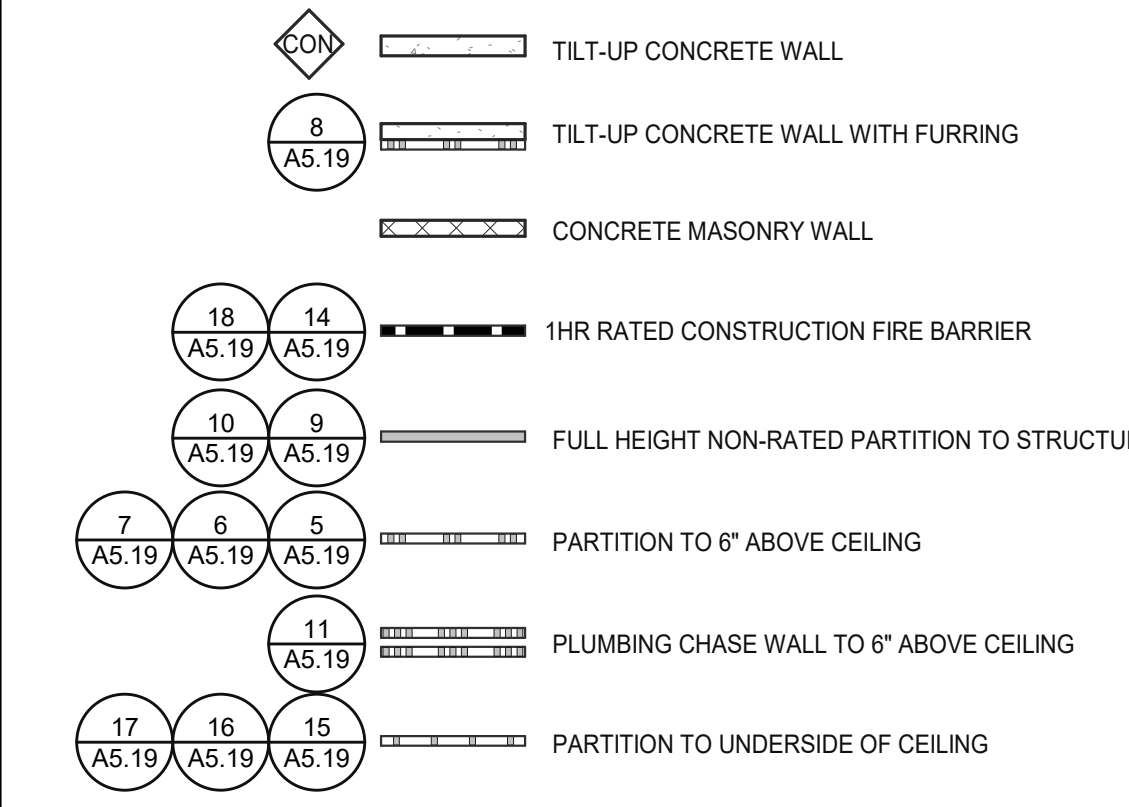 CON TILT-UP CONCRETE WALL
8
A5.19
TILT-UP CONCRETE WALL WITH FURRING
CONCRETE MASONRY WALL
18 14
A5.19 A5.19
1HR RATED CONSTRUCTION FIRE BARRIER
10 9
A5.19 A5.19
FULL HEIGHT NON-RATED PARTITION TO
7 6 5
A5.19 A5.19 A5.19
PARTITION TO 6" ABOVE CEILING
11
A5.19
PLUMBING CHASE WALL TO 6" ABOVE CEILING
17 16 15
A5.19 A5.19 A5.19
PARTITION TO UNDERSIDE OF CEILING